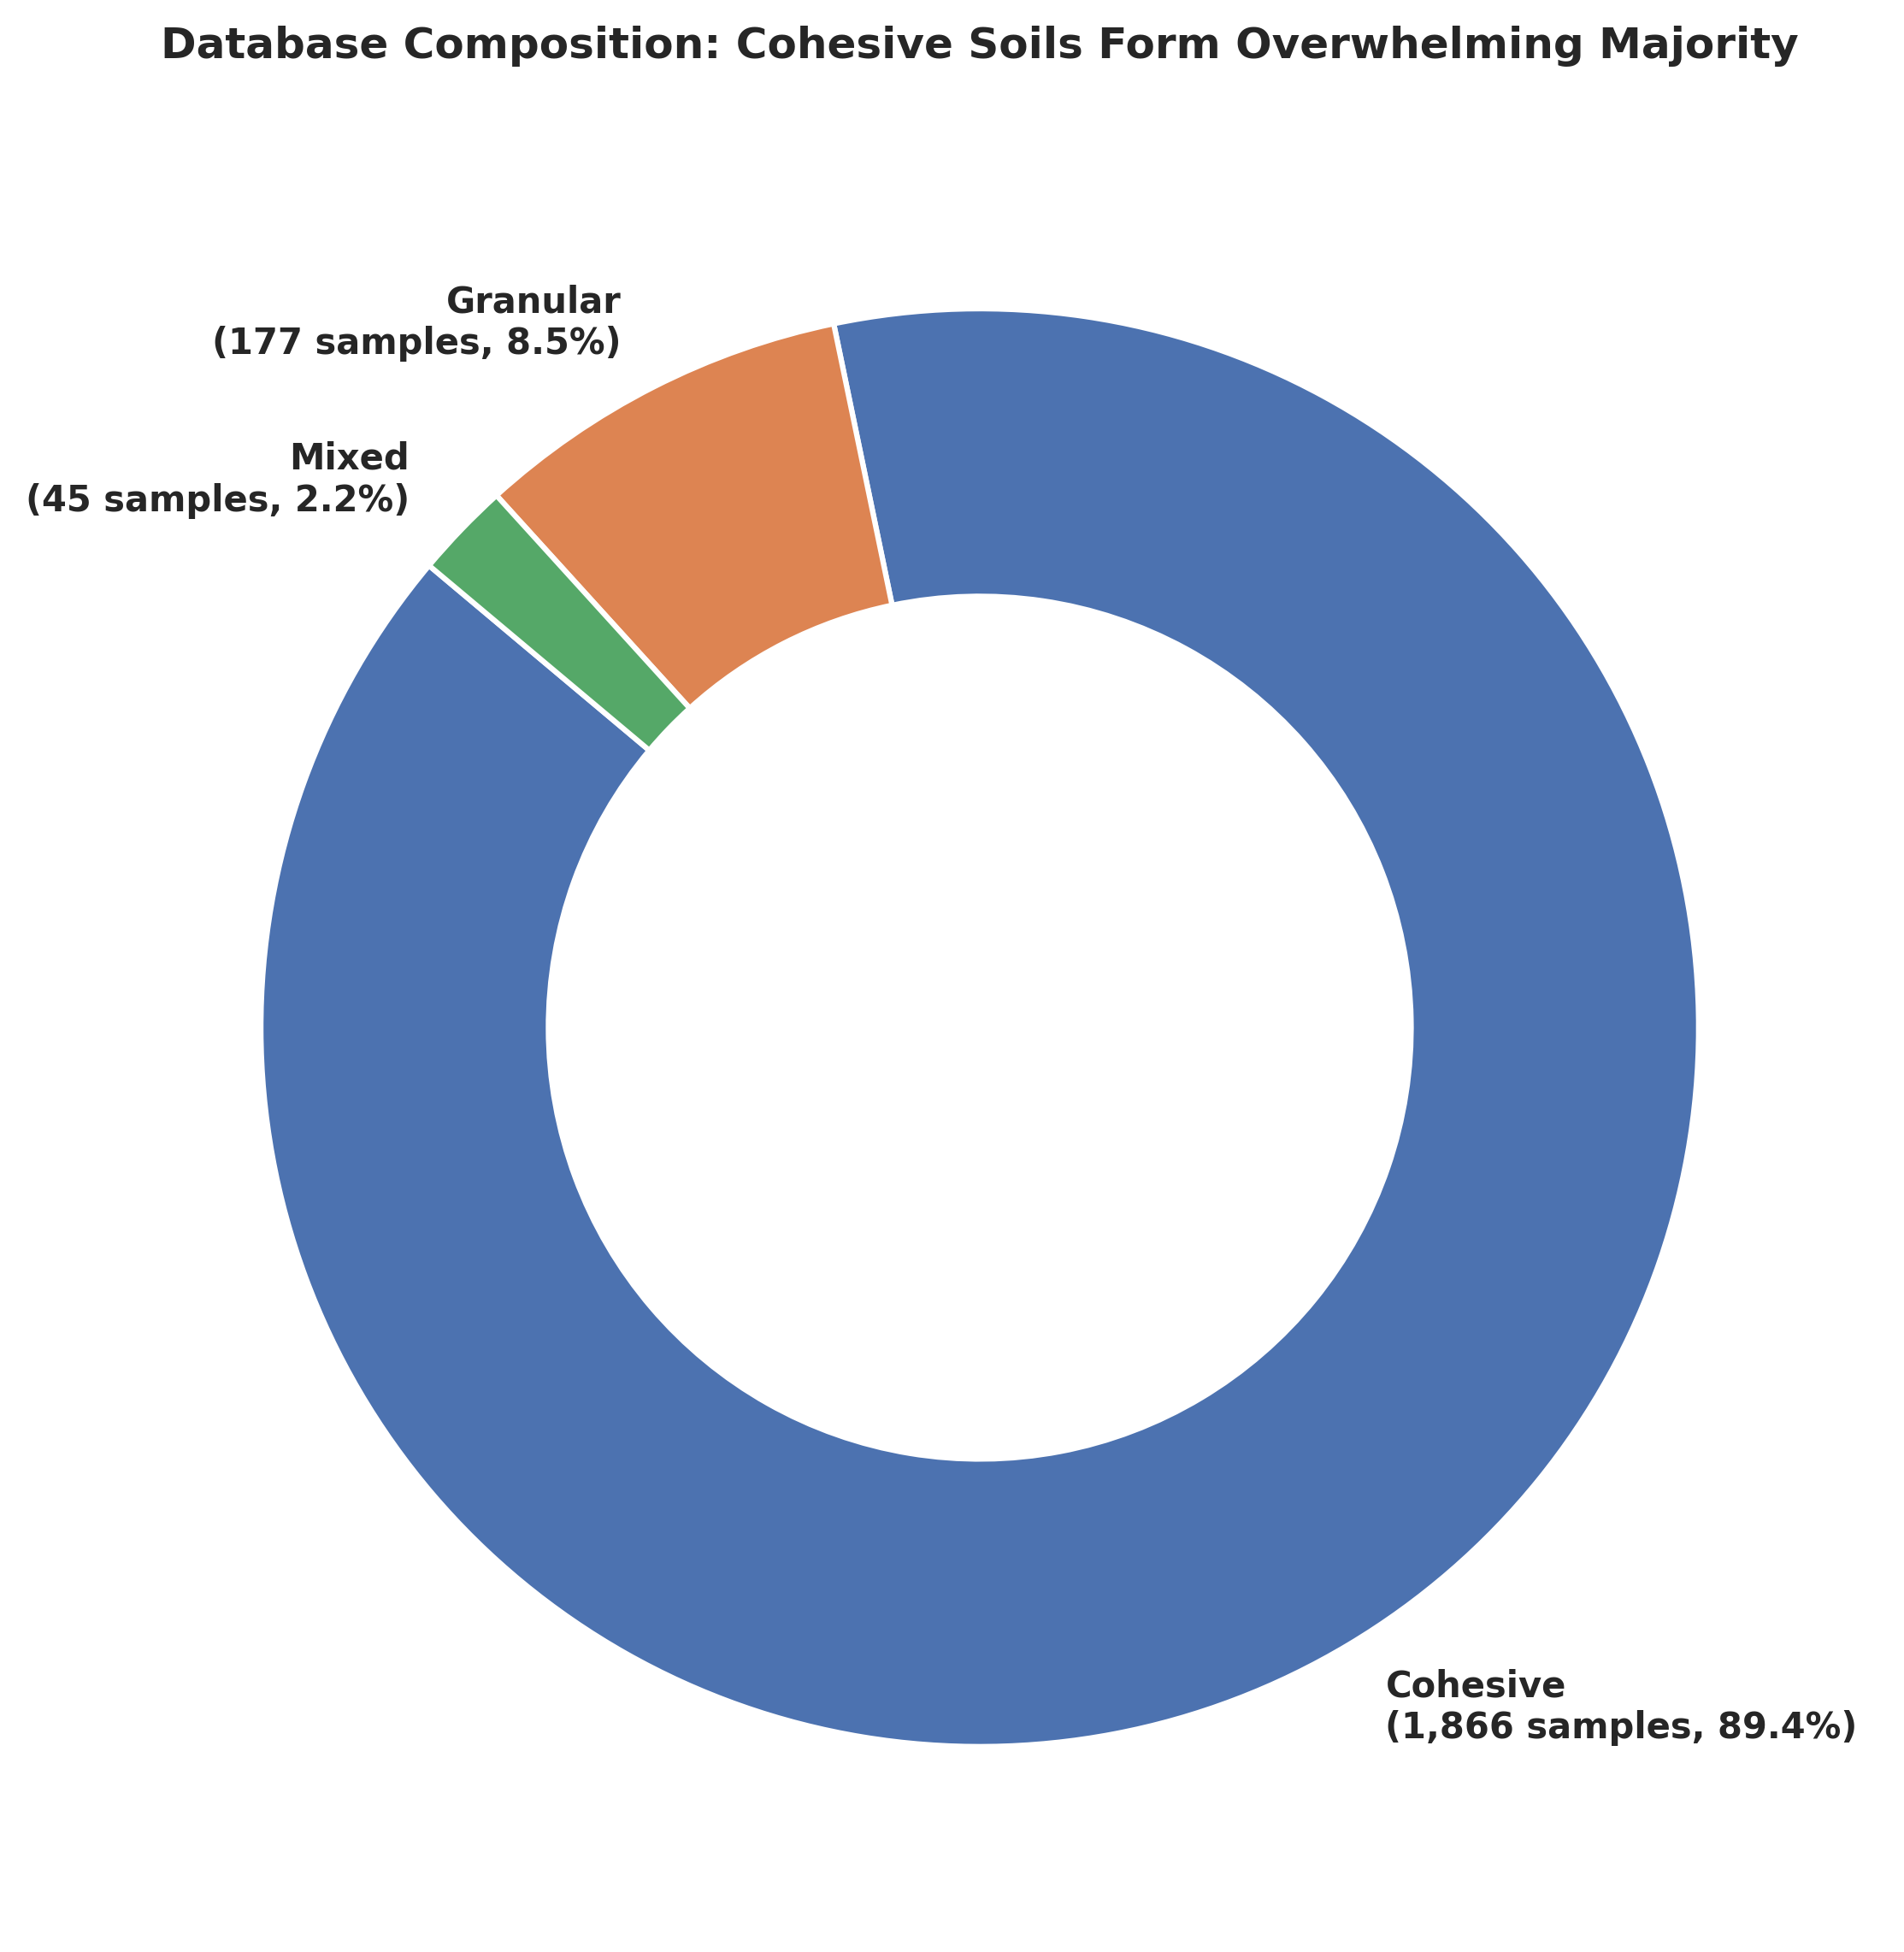 Database Composition: Cohesive Soils Form Overwhelming Majority
Granular
(177 samples, 8.5%)
Mixed
(45 samples, 2.2%)
Cohesive
(1,866 samples, 89.4%)